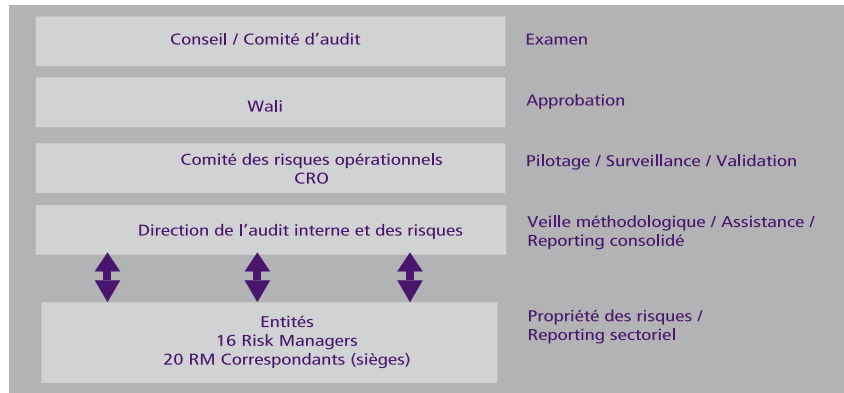 Conseil / Comité d'audit
Examen
Wali
Approbation
Comité des risques opérationnels
CRO
Pilotage / Surveillance / Validation
Direction de l'audit interne et des risques
Veille méthodologique / Assistance /
Reporting consolidé
Entités
16 Risk Managers
20 RM Correspondants (sièges)
Propriété des risques /
Reporting sectoriel